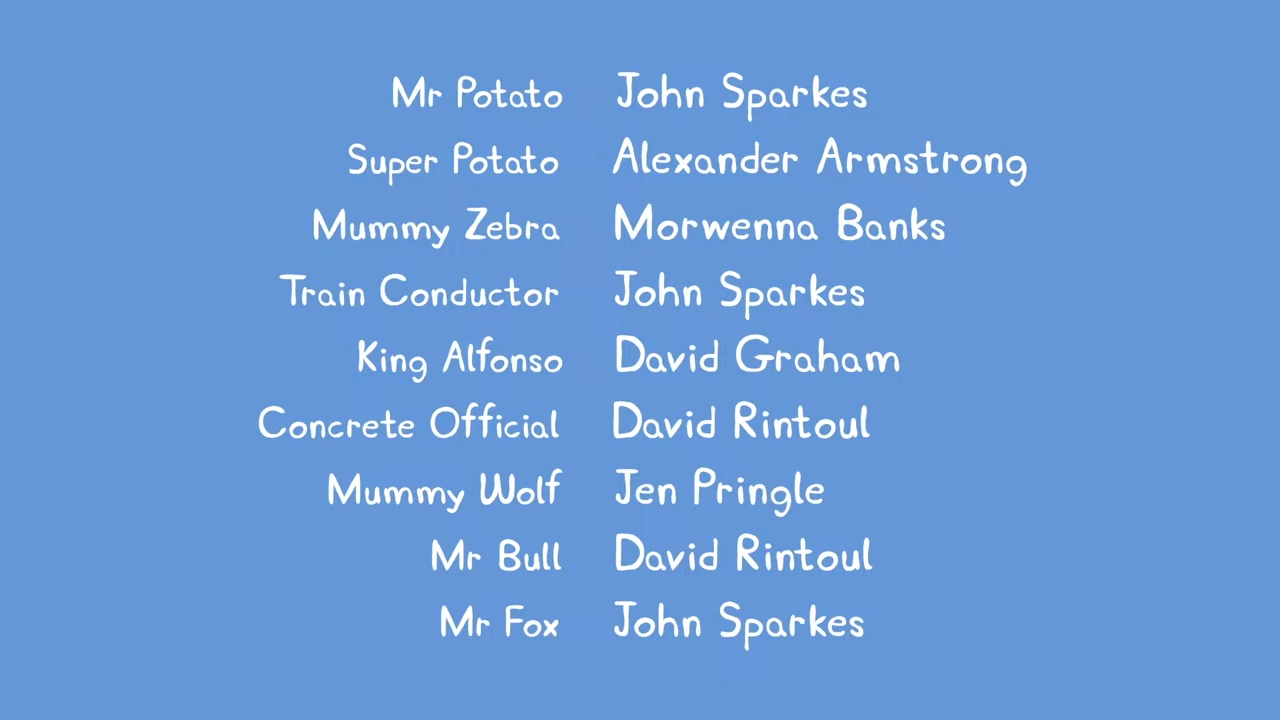 Mr Potato John Sparkes
Super Potato Alexander Armstrong
Mummy Zebra Morwenna Banks
Train Conductor John Sparkes
King Alfonso David Graham
Concrete Official David Rintoul
Mummy Wolf Jen Pringle
Mr Bull David Rintoul
Mr Fox John Sparkes